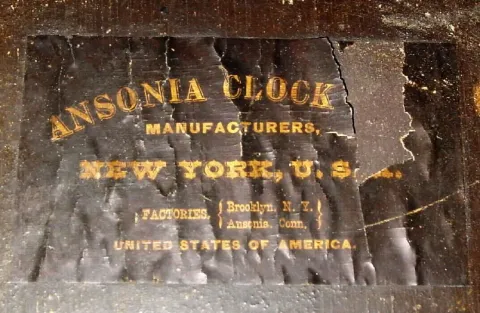 ANSONIA CLOCK
MANUFACTURERS,
NEW YORK, U. S. A.
FACTORIES. { Brooklyn. N. Y. }
Ansonia. Conn.
UNITED STATES OF AMERICA.